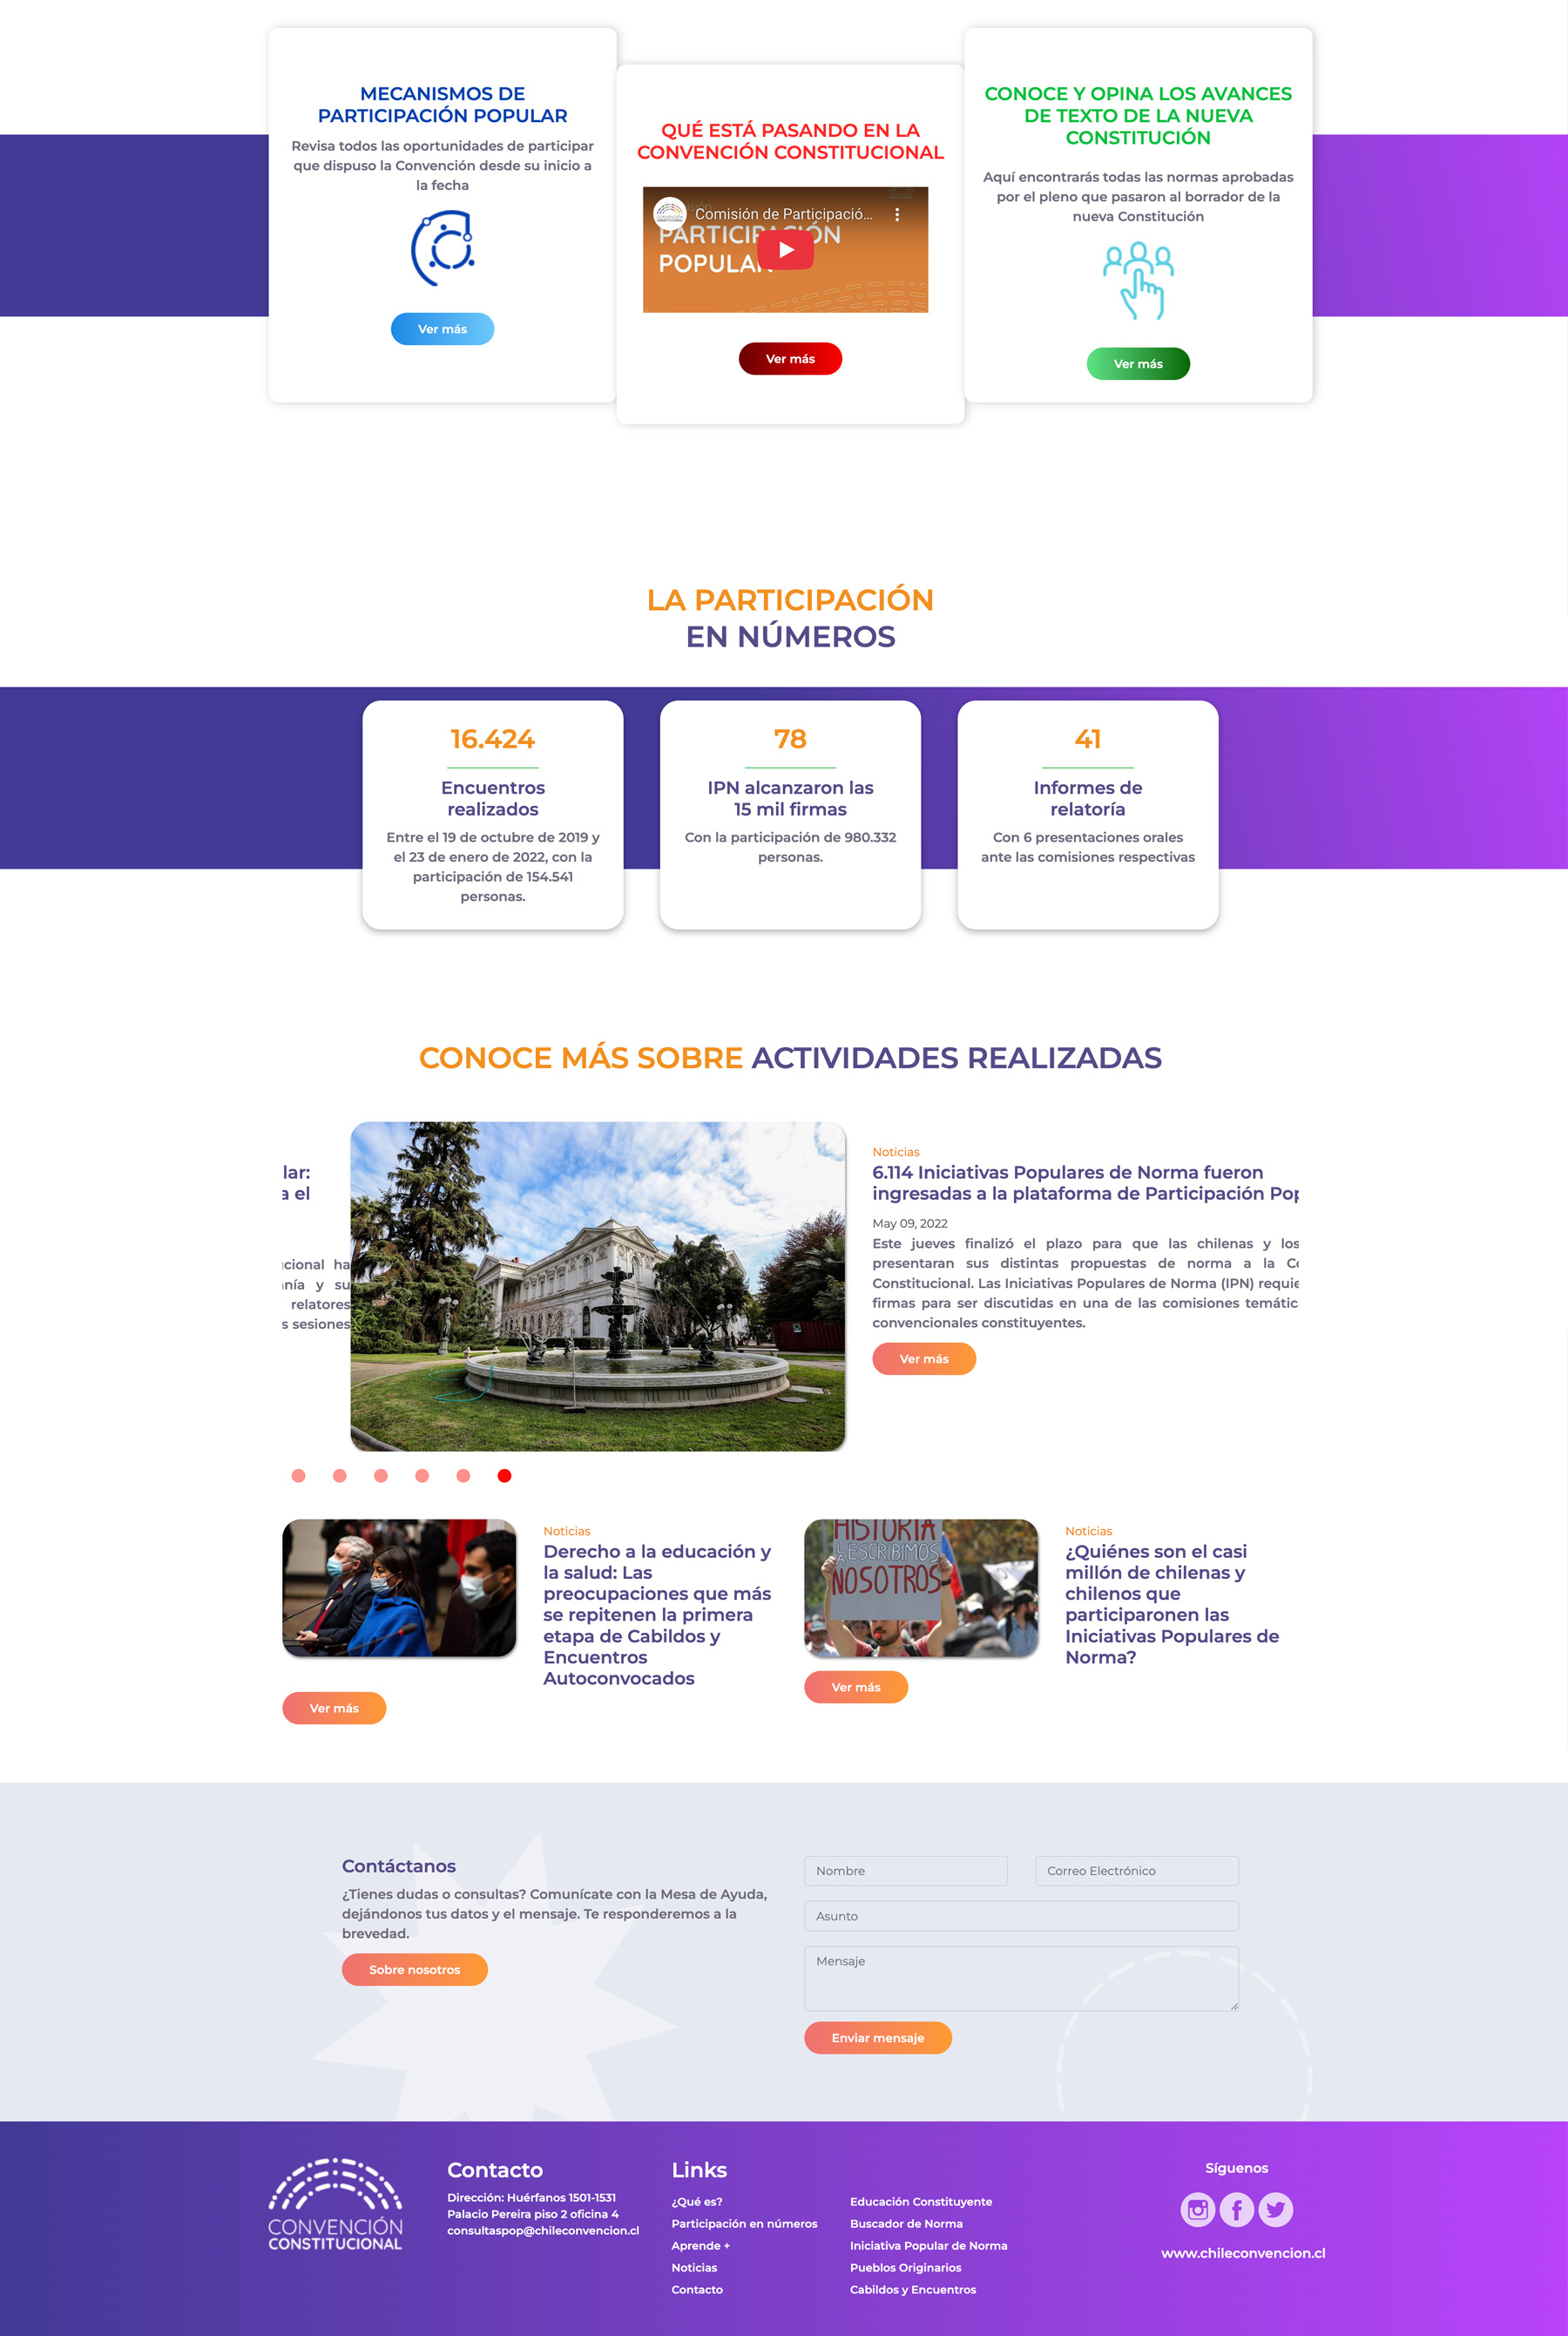 MECANISMOS DE
PARTICIPACIÓN POPULAR
Revisa todos las oportunidades de participar
que dispuso la Convención desde su inicio a
la fecha
Ver más
QUÉ ESTÁ PASANDO EN LA
CONVENCIÓN CONSTITUCIONAL
Comisión de Participació...
PARTICIPACIÓN
POPULAR
Ver más
CONOCE Y OPINA LOS AVANCES
DE TEXTO DE LA NUEVA
CONSTITUCIÓN
Aquí encontrarás todas las normas aprobadas
por el pleno que pasaron al borrador de la
nueva Constitución
Ver más
LA PARTICIPACIÓN
EN NÚMEROS
16.424
Encuentros
realizados
Entre el 19 de octubre de 2019 y
el 23 de enero de 2022, con la
participación de 154.541
personas.
78
IPN alcanzaron las
15 mil firmas
Con la participación de 980.332
personas.
41
Informes de
relatoría
Con 6 presentaciones orales
ante las comisiones respectivas
CONOCE MÁS SOBRE ACTIVIDADES REALIZADAS
lar:
a el
ucional ha
anía y su
relatores
s sesiones
Noticias
6.114 Iniciativas Populares de Norma fueron
ingresadas a la plataforma de Participación Pop
May 09, 2022
Este jueves finalizó el plazo para que las chilenas y los
presentaran sus distintas propuestas de norma a la Co
Constitucional. Las Iniciativas Populares de Norma (IPN) requie
firmas para ser discutidas en una de las comisiones temátic
convencionales constituyentes.
Ver más
Noticias
Derecho a la educación y
la salud: Las
preocupaciones que más
se repitenen la primera
etapa de Cabildos y
Encuentros
Autoconvocados
Ver más
HISTORIA
LA ESCRIBIMOS
NOSOTROS
Noticias
¿Quiénes son el casi
millón de chilenas y
chilenos que
participaronen las
Iniciativas Populares de
Norma?
Ver más
Contáctanos
¿Tienes dudas o consultas? Comunícate con la Mesa de Ayuda,
dejándonos tus datos y el mensaje. Te responderemos a la
brevedad.
Sobre nosotros
Nombre
Correo Electrónico
Asunto
Mensaje
Enviar mensaje
CONVENCIÓN
CONSTITUCIONAL
Contacto
Dirección: Huérfanos 1501-1531
Palacio Pereira piso 2 oficina 4
consultaspop@chileconvencion.cl
Links
¿Qué es?
Participación en números
Aprende +
Noticias
Contacto
Educación Constituyente
Buscador de Norma
Iniciativa Popular de Norma
Pueblos Originarios
Cabildos y Encuentros
Síguenos
www.chileconvencion.cl